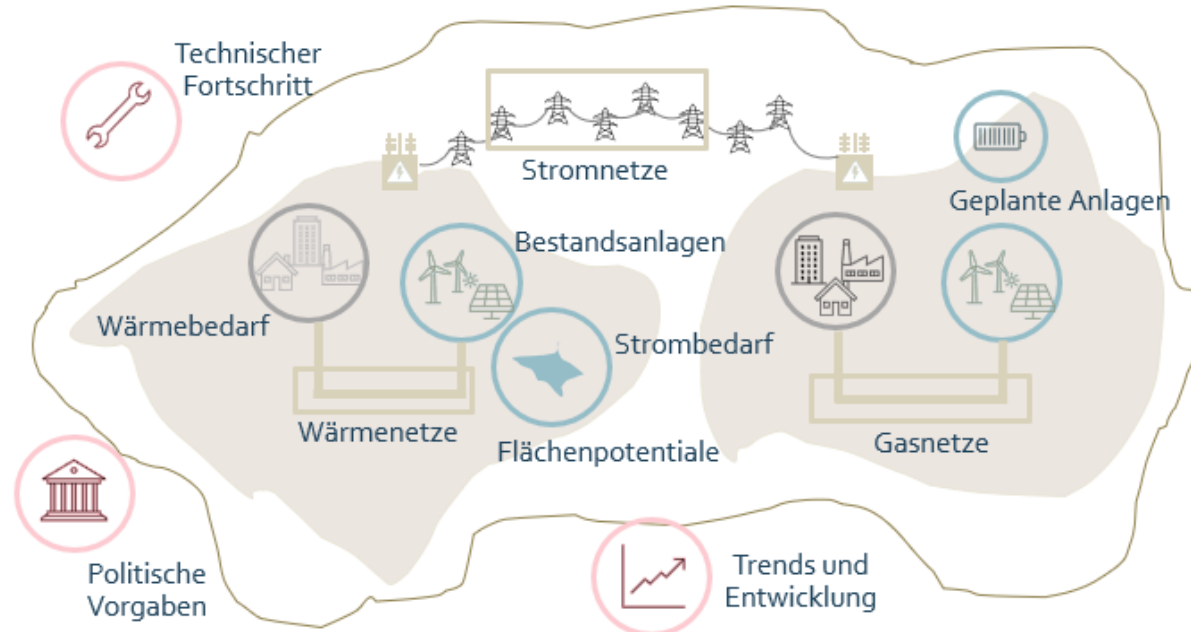 Technischer
Fortschritt
Stromnetze
Geplante Anlagen
Bestandsanlagen
Wärmebedarf
Strombedarf
Wärmenetze
Flächenpotentiale
Gasnetze
Politische
Vorgaben
Trends und
Entwicklung